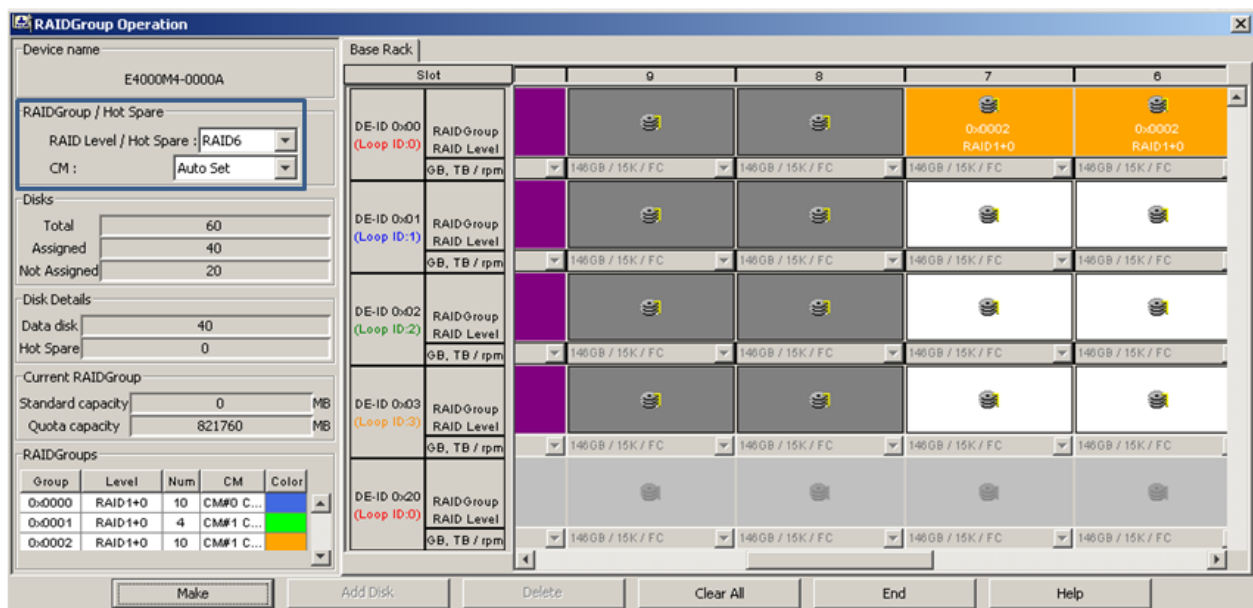 RAIDGroup Operation
Device name
E4000M4-0000A
RAIDGroup / Hot Spare
RAID Level / Hot Spare : RAID6
CM : Auto Set
Disks
Total 60
Assigned 40
Not Assigned 20
Disk Details
Data disk 40
Hot Spare 0
Current RAIDGroup
Standard capacity 0 MB
Quota capacity 821760 MB
RAIDGroups
Group Level Num CM Color
0x0000 RAID1+0 10 CM#0 C...
0x0001 RAID1+0 4 CM#1 C...
0x0002 RAID1+0 10 CM#1 C...
Base Rack
Slot 9 8 7 6
DE-ID 0x00 RAIDGroup 0x0002 0x0002
(Loop ID:0) RAID Level RAID1+0 RAID1+0
GB, TB / rpm 146GB / 15K / FC 146GB / 15K / FC 146GB / 15K / FC 146GB / 15K / FC
DE-ID 0x01 RAIDGroup
(Loop ID:1) RAID Level
GB, TB / rpm 146GB / 15K / FC 146GB / 15K / FC 146GB / 15K / FC 146GB / 15K / FC
DE-ID 0x02 RAIDGroup
(Loop ID:2) RAID Level
GB, TB / rpm 146GB / 15K / FC 146GB / 15K / FC 146GB / 15K / FC 146GB / 15K / FC
DE-ID 0x03 RAIDGroup
(Loop ID:3) RAID Level
GB, TB / rpm 146GB / 15K / FC 146GB / 15K / FC 146GB / 15K / FC 146GB / 15K / FC
DE-ID 0x20 RAIDGroup
(Loop ID:0) RAID Level
GB, TB / rpm 146GB / 15K / FC 146GB / 15K / FC 146GB / 15K / FC 146GB / 15K / FC
Make Add Disk Delete Clear All End Help